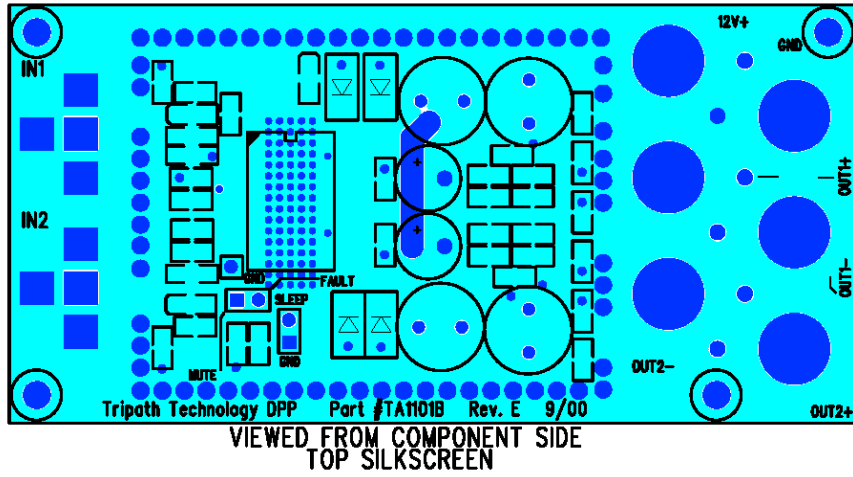 12V+
GND
IN1
OUT1+
IN2
GND
FAULT
SLEEP
OUT1-
MUTE
GND
OUT2-
Tripath Technology DPP Part #TA1101B Rev. E 9/00
OUT2+
VIEWED FROM COMPONENT SIDE
TOP SILKSCREEN